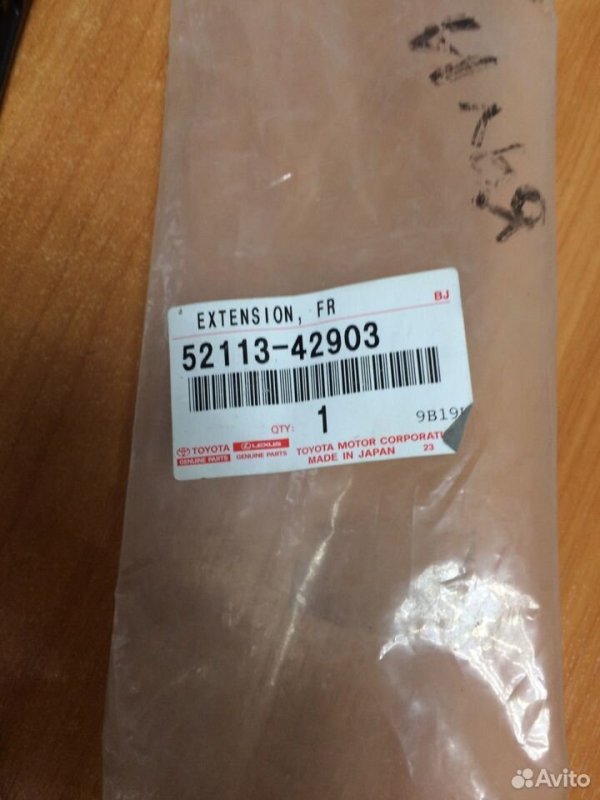 EXTENSION, FR
BJ
52113-42903
QTY: 1
9B19
TOYOTA
GENUINE PARTS
LEXUS
GENUINE PARTS
TOYOTA MOTOR CORPORATI
MADE IN JAPAN 23
Avito